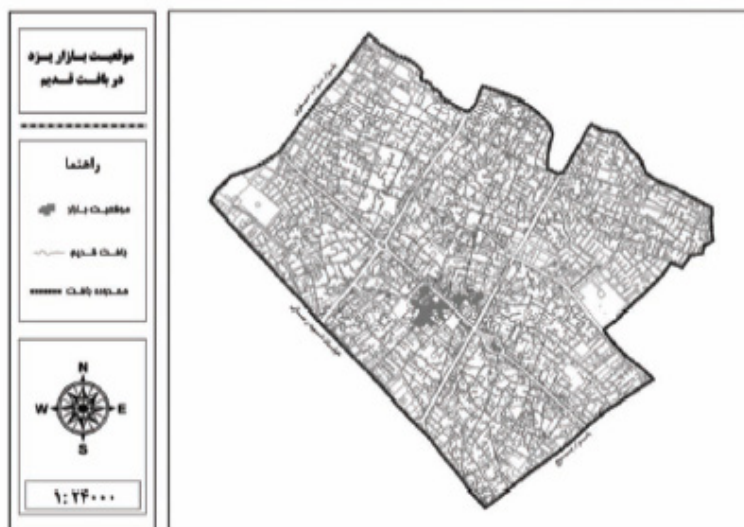 موقعیت بازار یزد
در بافت قدیم
راهنما
موقعیت بازار
بافت قدیم
محدوده بافت
N
W E
S
۱:۲۴۰۰۰